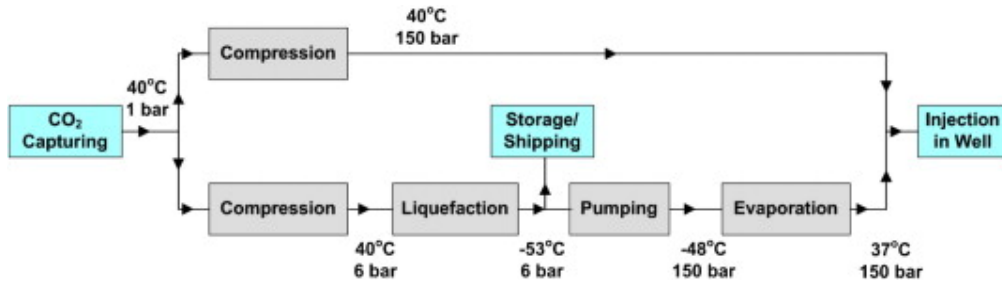 40°C
150 bar
Compression
40°C
1 bar
CO₂
Capturing
Storage/
Shipping
Injection
in Well
Compression
Liquefaction
Pumping
Evaporation
40°C
6 bar
-53°C
6 bar
-48°C
150 bar
37°C
150 bar